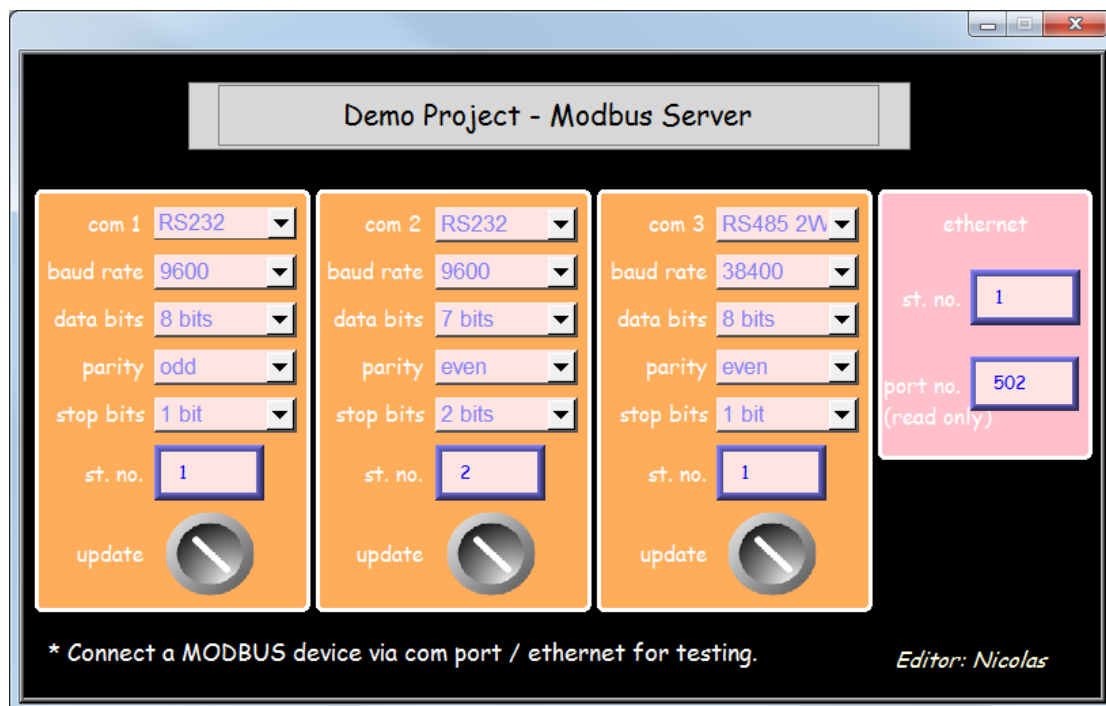 Demo Project - Modbus Server
com 1 RS232
baud rate 9600
data bits 8 bits
parity odd
stop bits 1 bit
st. no. 1
update
com 2 RS232
baud rate 9600
data bits 7 bits
parity even
stop bits 2 bits
st. no. 2
update
com 3 RS485 2W
baud rate 38400
data bits 8 bits
parity even
stop bits 1 bit
st. no. 1
update
ethernet
st. no. 1
port no. 502
(read only)
* Connect a MODBUS device via com port / ethernet for testing.
Editor: Nicolas